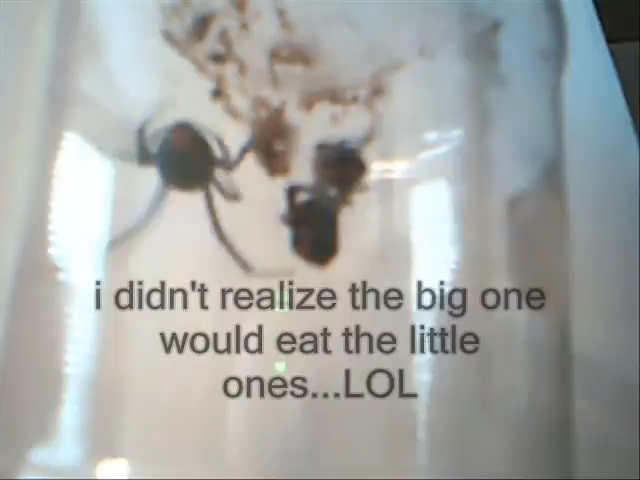 i didn't realize the big one
would eat the little
ones...LOL